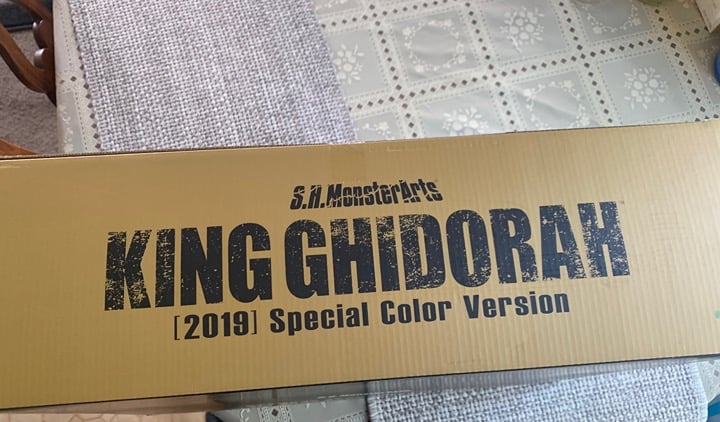 S.H.MonsterArts
KING GHIDORAH
[2019] Special Color Version